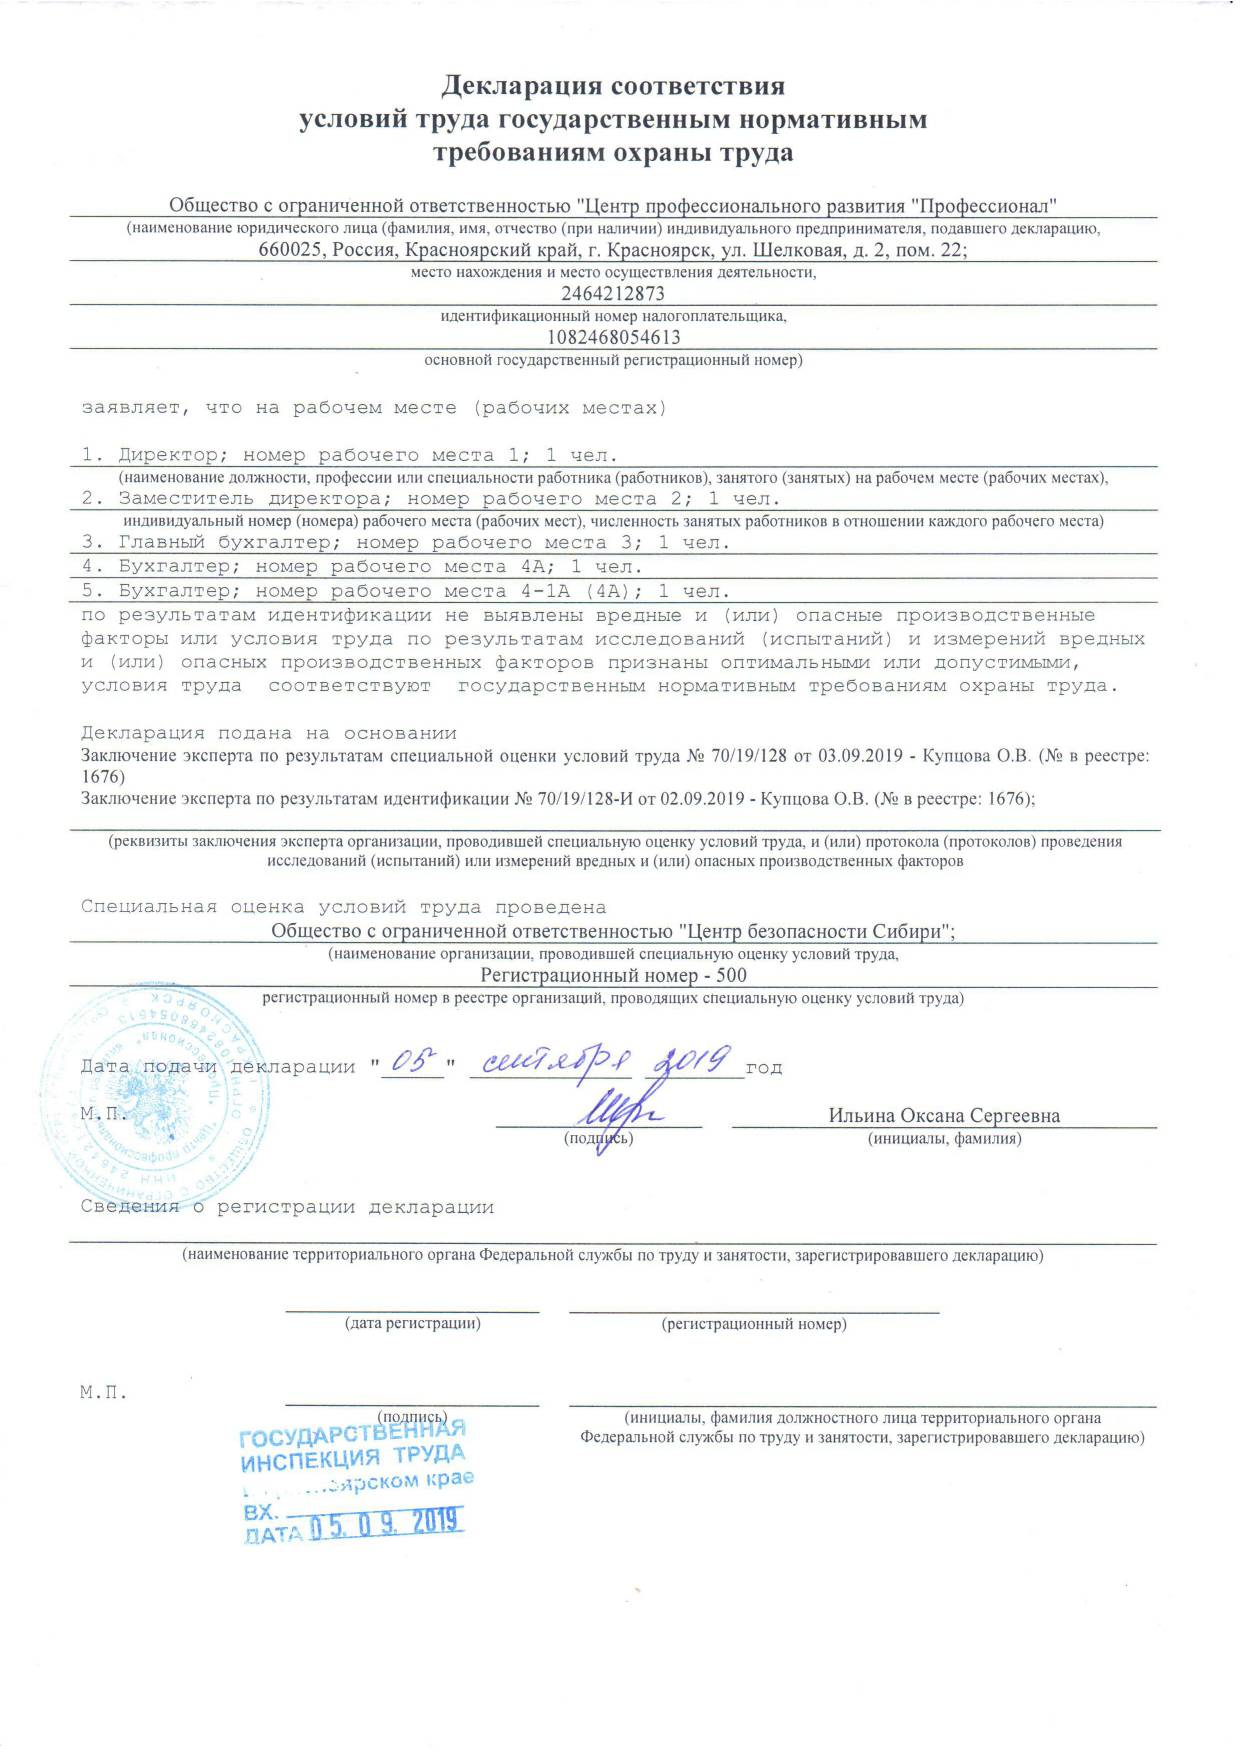 Декларация соответствия
условий труда государственным нормативным
требованиям охраны труда
Общество с ограниченной ответственностью "Центр профессионального развития "Профессионал"
(наименование юридического лица (фамилия, имя, отчество (при наличии) индивидуального предпринимателя, подавшего декларацию,
660025, Россия, Красноярский край, г. Красноярск, ул. Шелковая, д. 2, пом. 22;
место нахождения и место осуществления деятельности,
2464212873
идентификационный номер налогоплательщика,
1082468054613
основной государственный регистрационный номер)
заявляет, что на рабочем месте (рабочих местах)
1. Директор; номер рабочего места 1; 1 чел.
(наименование должности, профессии или специальности работника (работников), занятого (занятых) на рабочем месте (рабочих местах),
2. Заместитель директора; номер рабочего места 2; 1 чел.
индивидуальный номер (номера) рабочего места (рабочих мест), численность занятых работников в отношении каждого рабочего места)
3. Главный бухгалтер; номер рабочего места 3; 1 чел.
4. Бухгалтер; номер рабочего места 4А; 1 чел.
5. Бухгалтер; номер рабочего места 4-1А (4А); 1 чел.
по результатам идентификации не выявлены вредные и (или) опасные производственные
факторы или условия труда по результатам исследований (испытаний) и измерений вредных
и (или) опасных производственных факторов признаны оптимальными или допустимыми,
условия труда соответствуют государственным нормативным требованиям охраны труда.
Декларация подана на основании
Заключение эксперта по результатам специальной оценки условий труда № 70/19/128 от 03.09.2019 - Купцова О.В. (№ в реестре:
1676)
Заключение эксперта по результатам идентификации № 70/19/128-И от 02.09.2019 - Купцова О.В. (№ в реестре: 1676);
(реквизиты заключения эксперта организации, проводившей специальную оценку условий труда, и (или) протокола (протоколов) проведения
исследований (испытаний) или измерений вредных и (или) опасных производственных факторов
Специальная оценка условий труда проведена
Общество с ограниченной ответственностью "Центр безопасности Сибири";
(наименование организации, проводившей специальную оценку условий труда,
Регистрационный номер - 500
регистрационный номер в реестре организаций, проводящих специальную оценку условий труда)
Дата подачи декларации "05" сентября 2019 год
М.П. Ильина Оксана Сергеевна
(подпись) (инициалы, фамилия)
Сведения о регистрации декларации
(наименование территориального органа Федеральной службы по труду и занятости, зарегистрировавшего декларацию)
(дата регистрации) (регистрационный номер)
М.П.
(подпись) (инициалы, фамилия должностного лица территориального органа
Федеральной службы по труду и занятости, зарегистрировавшего декларацию)
ГОСУДАРСТВЕННАЯ
ИНСПЕКЦИЯ ТРУДА
крае
ВХ.
ДАТА 05. 09. 2019